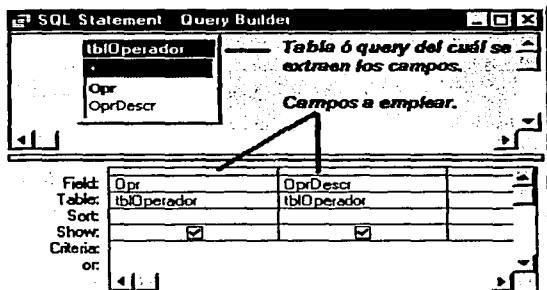 SQL Statement   Query Builder
tblOperador
*
Opr
OprDescr
Tabla ó query del cuál se
extraen los campos.
Campos a emplear.
Field: Opr OprDescr
Table: tblOperador tblOperador
Sort:
Show:
Criteria:
or: